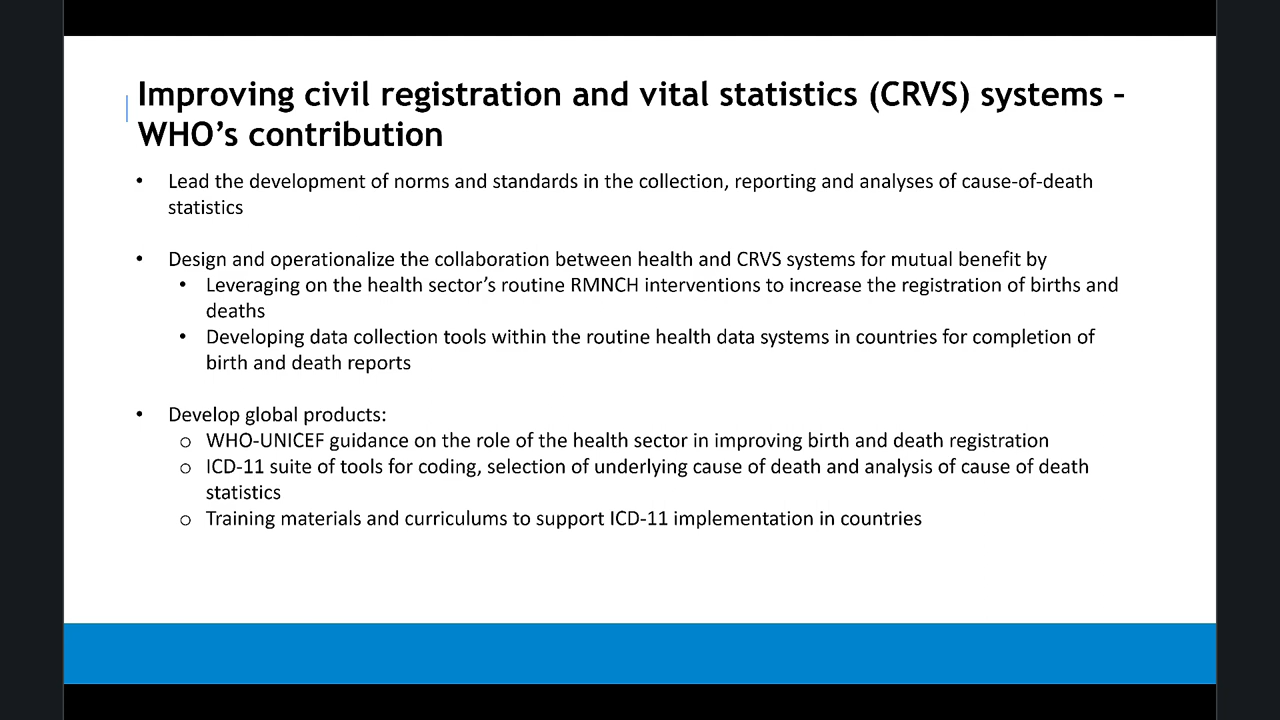 Improving civil registration and vital statistics (CRVS) systems –
WHO’s contribution
• Lead the development of norms and standards in the collection, reporting and analyses of cause-of-death
statistics
• Design and operationalize the collaboration between health and CRVS systems for mutual benefit by
• Leveraging on the health sector’s routine RMNCH interventions to increase the registration of births and
deaths
• Developing data collection tools within the routine health data systems in countries for completion of
birth and death reports
• Develop global products:
o WHO-UNICEF guidance on the role of the health sector in improving birth and death registration
o ICD-11 suite of tools for coding, selection of underlying cause of death and analysis of cause of death
statistics
o Training materials and curriculums to support ICD-11 implementation in countries